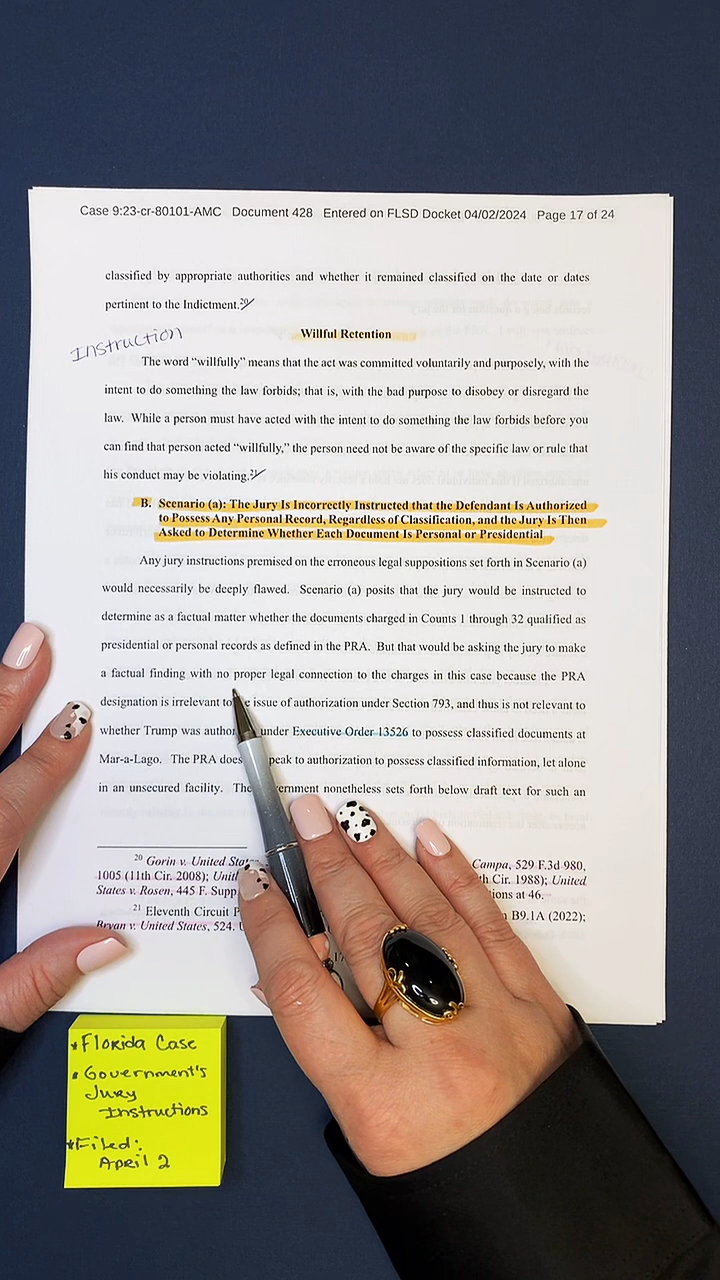 Case 9:23-cr-80101-AMC Document 428 Entered on FLSD Docket 04/02/2024 Page 17 of 24
classified by appropriate authorities and whether it remained classified on the date or dates
pertinent to the Indictment.20/
Instruction
Willful Retention
The word “willfully” means that the act was committed voluntarily and purposely, with the
intent to do something the law forbids; that is, with the bad purpose to disobey or disregard the
law. While a person must have acted with the intent to do something the law forbids before you
can find that person acted “willfully,” the person need not be aware of the specific law or rule that
his conduct may be violating.21/
B. Scenario (a): The Jury Is Incorrectly Instructed that the Defendant Is Authorized
to Possess Any Personal Record, Regardless of Classification, and the Jury Is Then
Asked to Determine Whether Each Document Is Personal or Presidential
Any jury instructions premised on the erroneous legal suppositions set forth in Scenario (a)
would necessarily be deeply flawed. Scenario (a) posits that the jury would be instructed to
determine as a factual matter whether the documents charged in Counts 1 through 32 qualified as
presidential or personal records as defined in the PRA. But that would be asking the jury to make
a factual finding with no proper legal connection to the charges in this case because the PRA
designation is irrelevant to issue of authorization under Section 793, and thus is not relevant to
whether Trump was under Executive Order 13526 to possess classified documents at
Mar-a-Lago. The PRA does to authorization to possess classified information, let alone
in an unsecured facility. nonetheless sets forth below draft text for such an
20 Gorin v. United Campa, 529 F.3d 980,
1005 (11th Cir. 2008); Cir. 1988); United
States v. Rosen, 445 F. Supp at 46.
21 Eleventh Circuit B9.1A (2022);
Bryan v. United States, 524.
* Florida Case
• Government's
Jury
Instructions
* Filed:
April 2